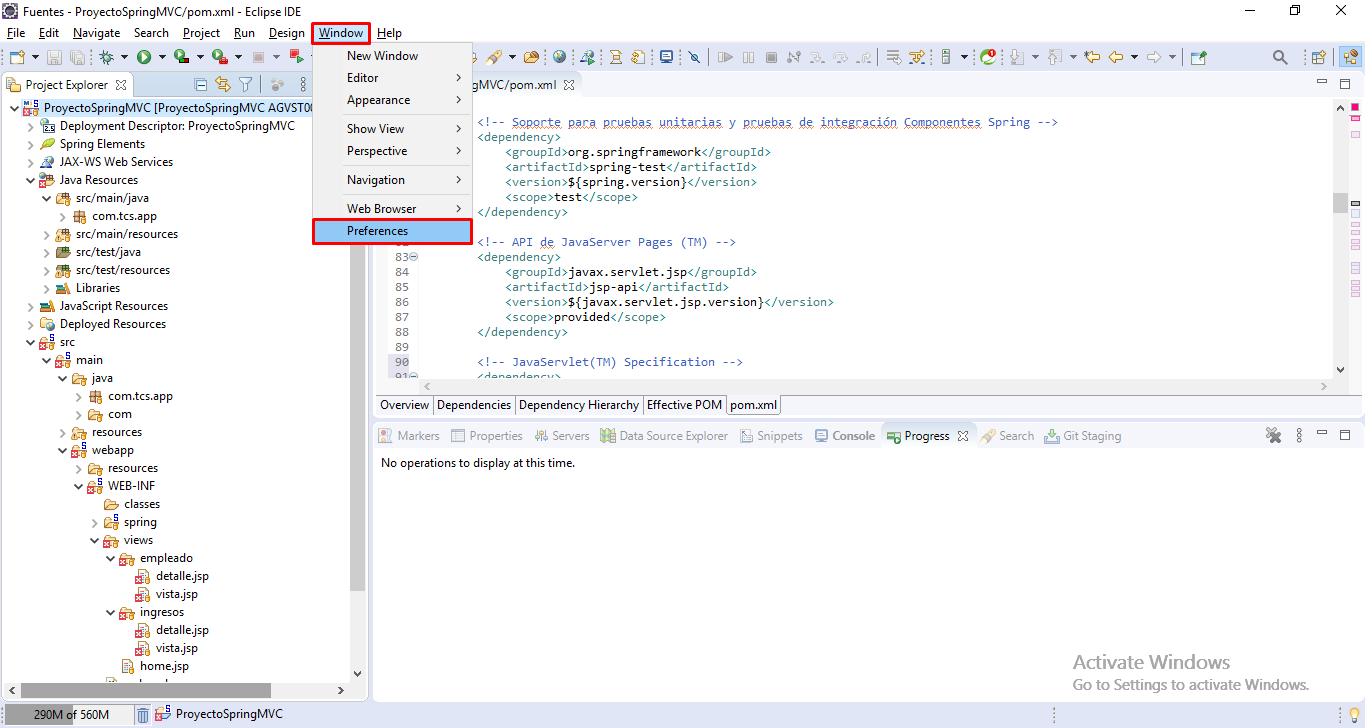 Fuentes - ProyectoSpringMVC/pom.xml - Eclipse IDE
File Edit Navigate Search Project Run Design Window Help
New Window
Editor
Appearance
Show View
Perspective
Navigation
Web Browser
Preferences
Project Explorer
ProyectoSpringMVC [ProyectoSpringMVC AGVST00
Deployment Descriptor: ProyectoSpringMVC
Spring Elements
JAX-WS Web Services
Java Resources
src/main/java
com.tcs.app
src/main/resources
src/test/java
src/test/resources
Libraries
JavaScript Resources
Deployed Resources
src
main
java
com.tcs.app
com
resources
webapp
resources
WEB-INF
classes
spring
views
empleado
detalle.jsp
vista.jsp
ingresos
detalle.jsp
vista.jsp
home.jsp
gMVC/pom.xml
<!-- Soporte para pruebas unitarias y pruebas de integración Componentes Spring -->
<dependency>
<groupId>org.springframework</groupId>
<artifactId>spring-test</artifactId>
<version>${spring.version}</version>
<scope>test</scope>
</dependency>
<!-- API de JavaServer Pages (TM) -->
83 <dependency>
84 <groupId>javax.servlet.jsp</groupId>
85 <artifactId>jsp-api</artifactId>
86 <version>${javax.servlet.jsp.version}</version>
87 <scope>provided</scope>
88 </dependency>
89
90 <!-- JavaServlet(TM) Specification -->
91 <dependency>
Overview Dependencies Dependency Hierarchy Effective POM pom.xml
Markers Properties Servers Data Source Explorer Snippets Console Progress Search Git Staging
No operations to display at this time.
Activate Windows
Go to Settings to activate Windows.
290M of 560M ProyectoSpringMVC